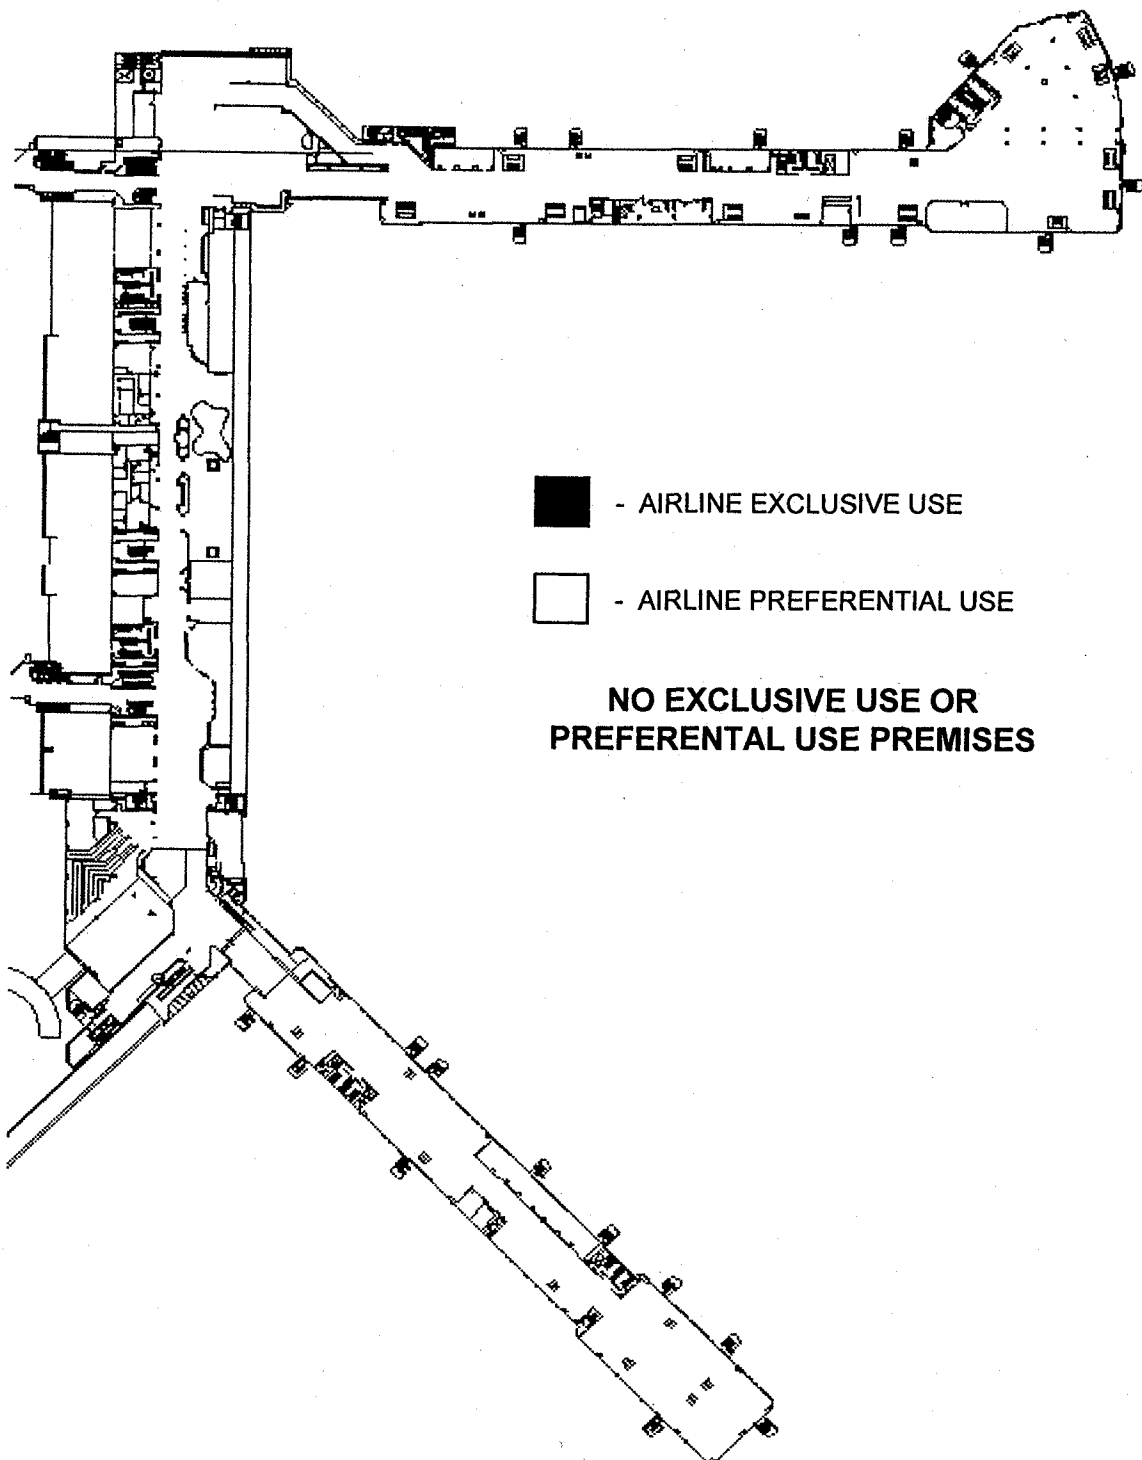 - AIRLINE EXCLUSIVE USE
- AIRLINE PREFERENTIAL USE
NO EXCLUSIVE USE OR
PREFERENTAL USE PREMISES